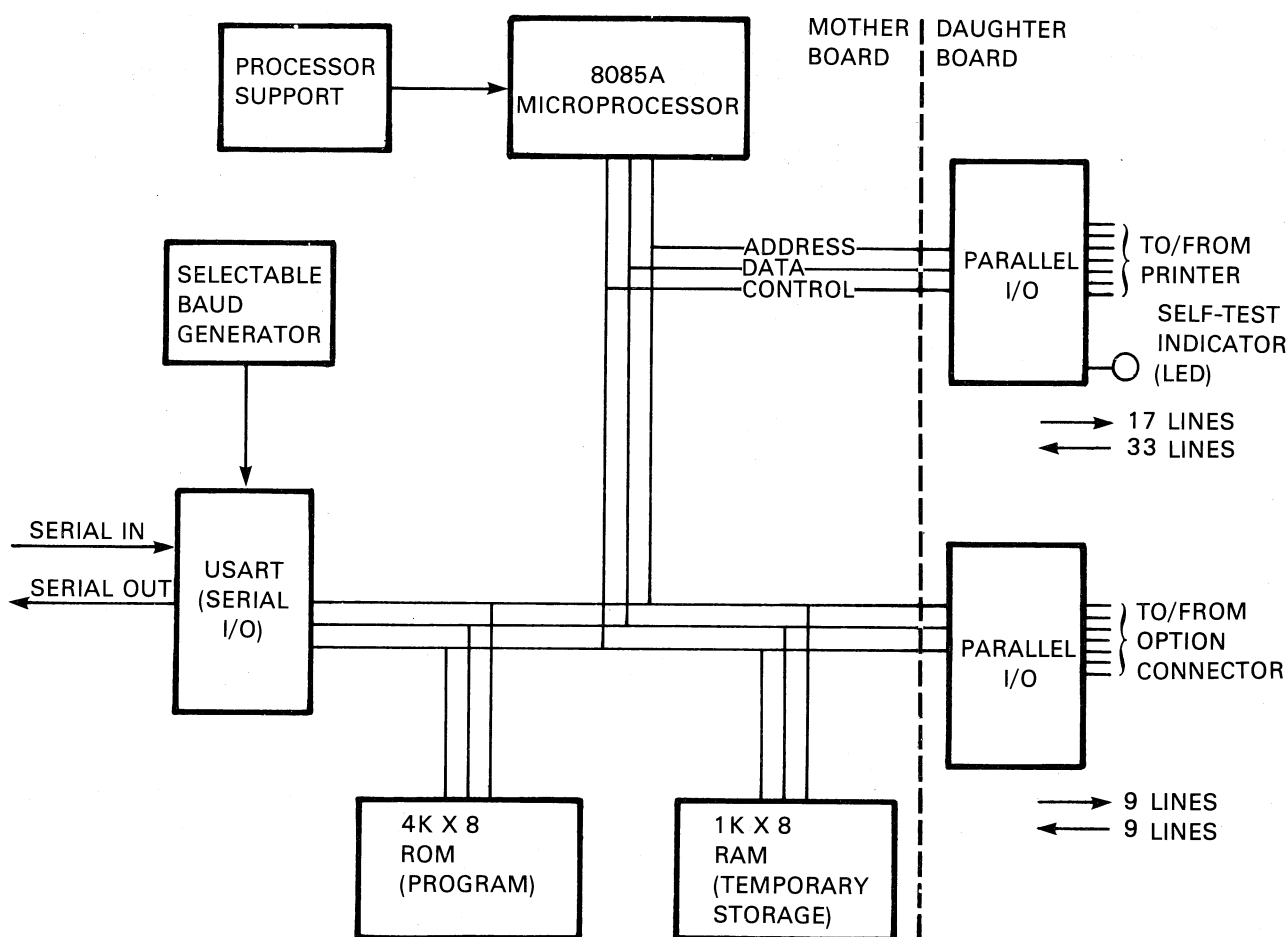 MOTHER
BOARD
DAUGHTER
BOARD
PROCESSOR
SUPPORT
8085A
MICROPROCESSOR
SELECTABLE
BAUD
GENERATOR
ADDRESS
DATA
CONTROL
PARALLEL
I/O
TO/FROM
PRINTER
SELF-TEST
INDICATOR
(LED)
17 LINES
33 LINES
SERIAL IN
SERIAL OUT
USART
(SERIAL
I/O)
PARALLEL
I/O
TO/FROM
OPTION
CONNECTOR
4K X 8
ROM
(PROGRAM)
1K X 8
RAM
(TEMPORARY
STORAGE)
9 LINES
9 LINES